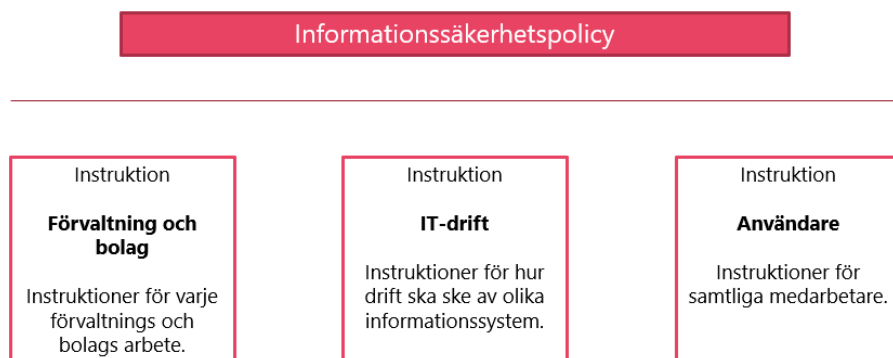 Informationssäkerhetspolicy
Instruktion
Förvaltning och
bolag
Instruktioner för varje
förvaltnings och
bolags arbete.
Instruktion
IT-drift
Instruktioner för hur
drift ska ske av olika
informationssystem.
Instruktion
Användare
Instruktioner för
samtliga medarbetare.